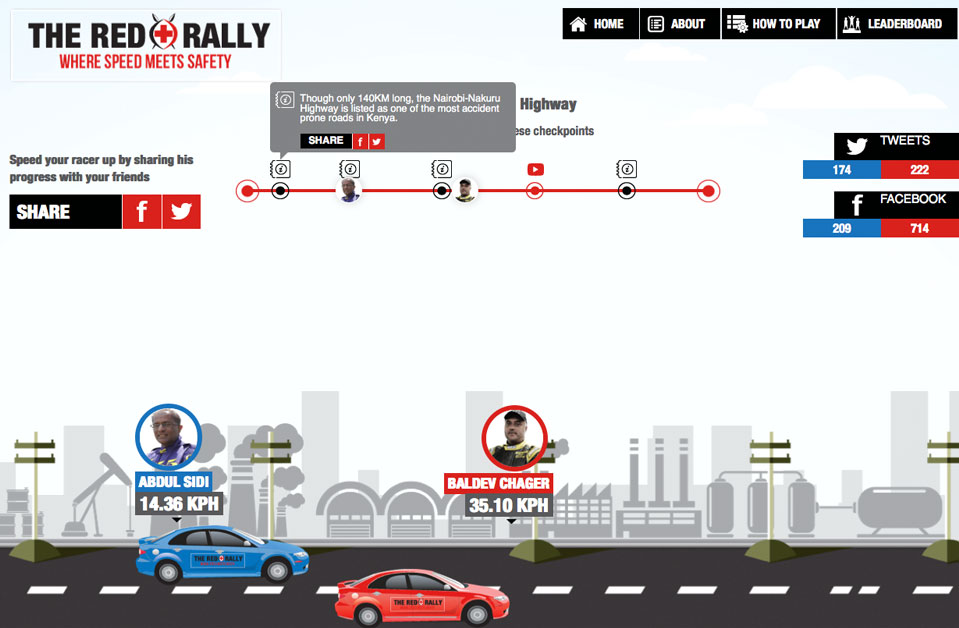 THE RED RALLY
WHERE SPEED MEETS SAFETY
HOME
ABOUT
HOW TO PLAY
LEADERBOARD
Though only 140KM long, the Nairobi-Nakuru
Highway is listed as one of the most accident
prone roads in Kenya.
SHARE
Highway
ese checkpoints
Speed your racer up by sharing his
progress with your friends
SHARE
TWEETS
174
222
FACEBOOK
209
714
ABDUL SIDI
14.36 KPH
BALDEV CHAGER
35.10 KPH
THE RED RALLY
THE RED RALLY